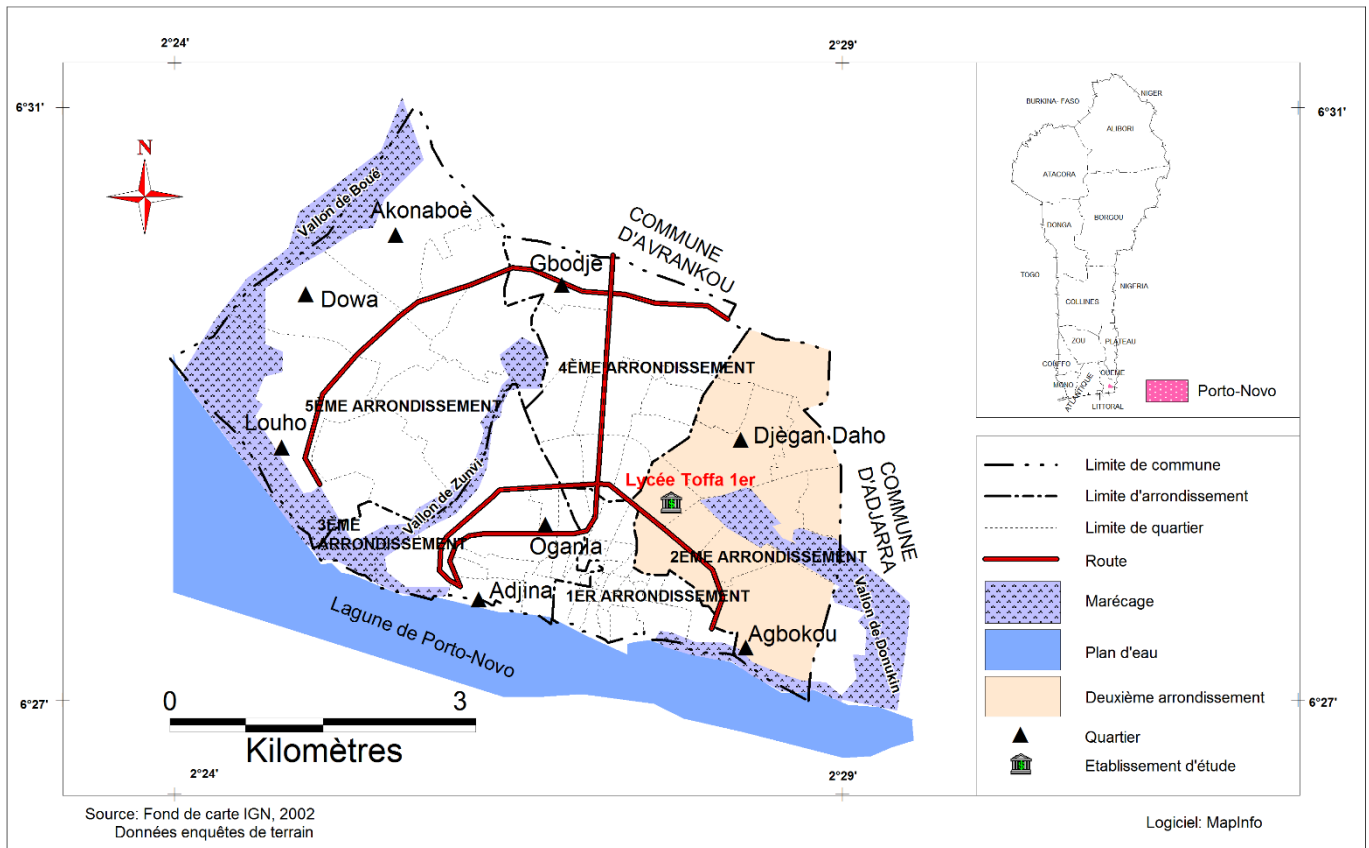 2°24'
2°29'
6°31'
6°31'
N
Vallon de Boué
Akonaboè
COMMUNE
D'AVRANKOU
Gbodjè
Dowa
4ÈME ARRONDISSEMENT
5ÈME ARRONDISSEMENT
Louho
Djègan Daho
Lycée Toffa 1er
COMMUNE
D'ADJARRA
Vallon de Zunvi
3ÈME
ARRONDISSEMENT
Oganla
2ÈME ARRONDISSEMENT
1ER ARRONDISSEMENT
Adjina
Agbokou
Vallon de Donukin
Lagune de Porto-Novo
0 3
Kilomètres
6°27'
6°27'
2°24'
2°29'
NIGER
BURKINA- FASO
ALIBORI
ATACORA
BORGOU
DONGA
TOGO
NIGERIA
COLLINES
ZOU
PLATEAU
COUFFO
OUEME
MONO
ATLANTIQUE
LITTORAL
Porto-Novo
Limite de commune
Limite d'arrondissement
Limite de quartier
Route
Marécage
Plan d'eau
Deuxième arrondissement
Quartier
Etablissement d'étude
Source: Fond de carte IGN, 2002
Données enquêtes de terrain
Logiciel: MapInfo